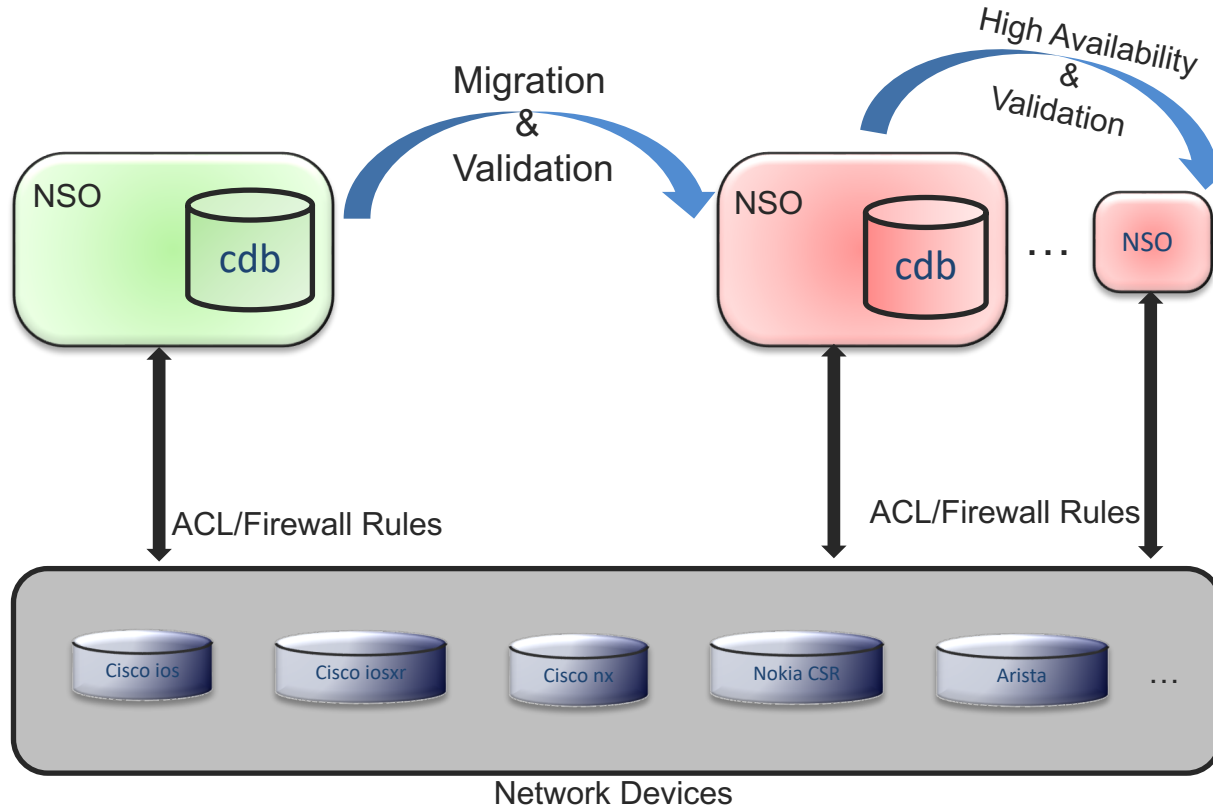 Migration
&
Validation
High Availability
&
Validation
NSO
cdb
NSO
cdb
...
NSO
ACL/Firewall Rules
ACL/Firewall Rules
Cisco ios
Cisco iosxr
Cisco nx
Nokia CSR
Arista
...
Network Devices